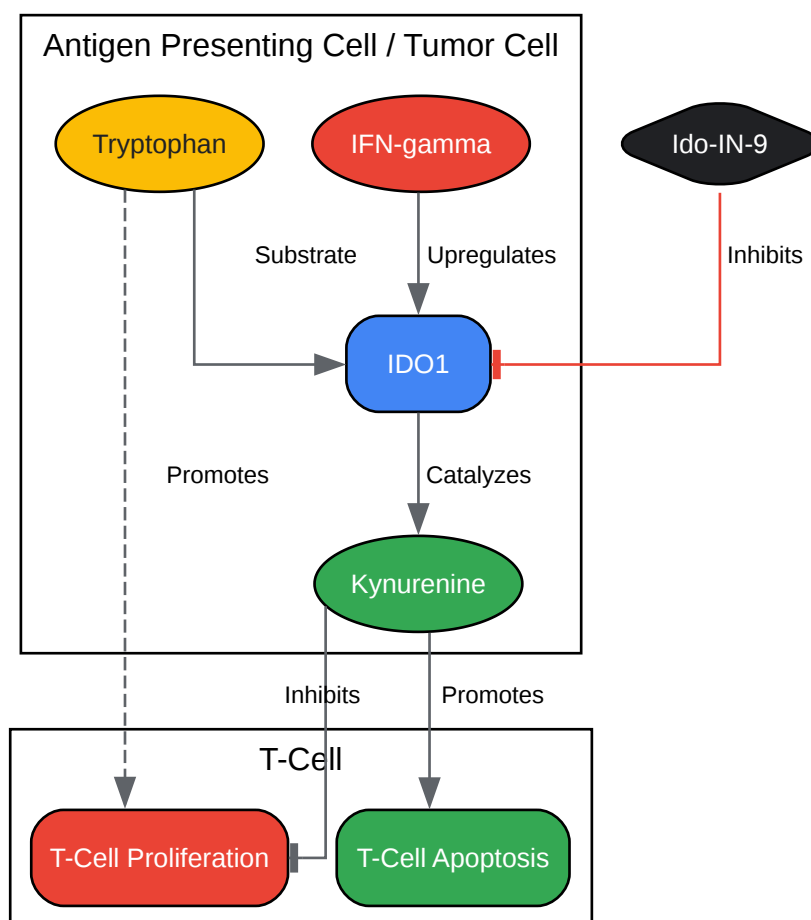 Antigen Presenting Cell / Tumor Cell
Tryptophan
IFN-gamma
Ido-IN-9
Substrate
Upregulates
Inhibits
IDO1
Promotes
Catalyzes
Kynurenine
Inhibits
Promotes
T-Cell
T-Cell Proliferation
T-Cell Apoptosis